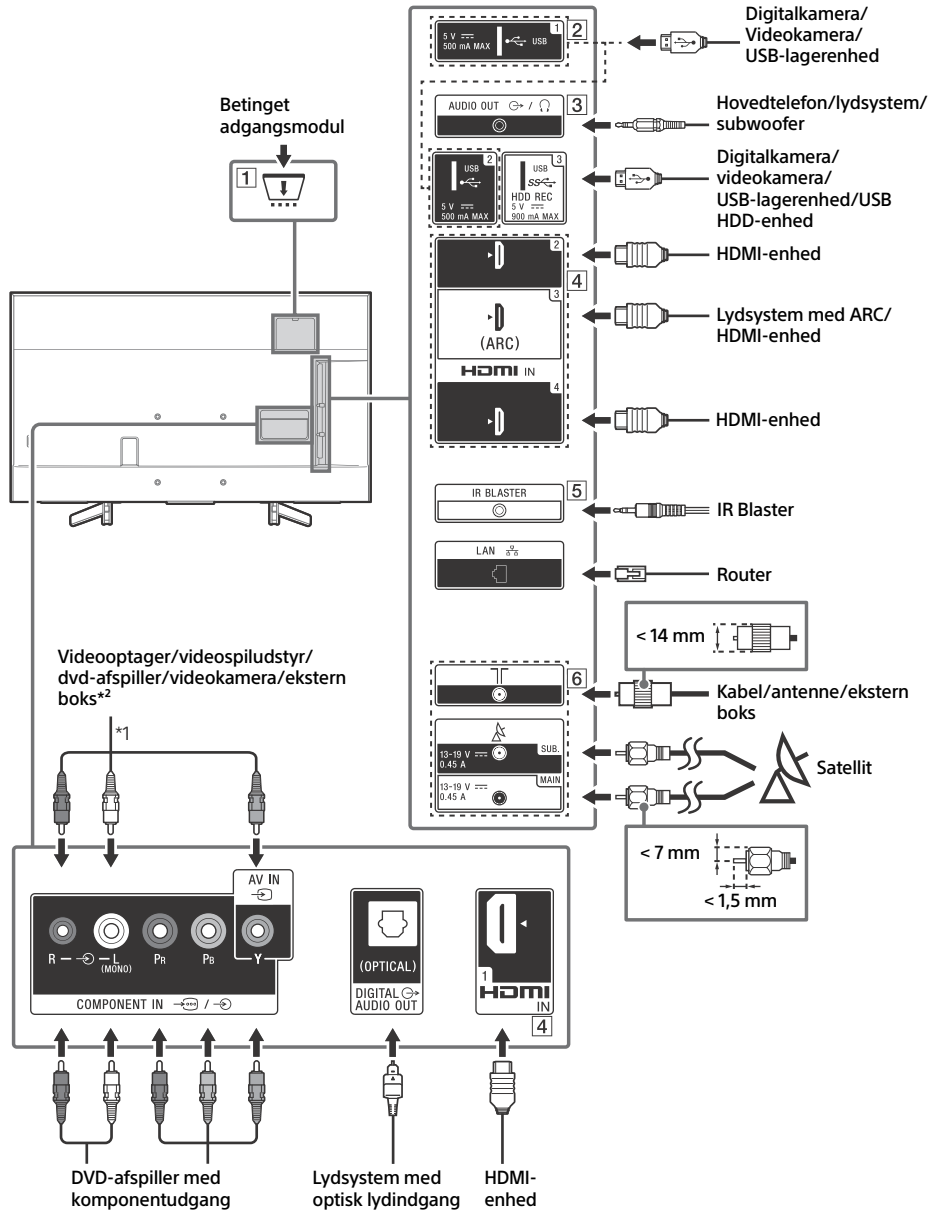 5 V
500 mA MAX
USB
1
2
Digitalkamera/
Videokamera/
USB-lagerenhed
Betinget
adgangsmodul
1
AUDIO OUT /
3
Hovedtelefon/lydsystem/
subwoofer
2
USB
5 V
500 mA MAX
3
USB
SS
HDD REC
5 V
900 mA MAX
Digitalkamera/
videokamera/
USB-lagerenhed/USB
HDD-enhed
2
4
HDMI-enhed
3
(ARC)
Lydsystem med ARC/
HDMI-enhed
HDMI IN
4
HDMI-enhed
IR BLASTER
5
IR Blaster
LAN
Router
< 14 mm
6
Kabel/antenne/ekstern
boks
13-19 V
0.45 A
SUB.
13-19 V
0.45 A
MAIN
Satellit
< 7 mm
< 1,5 mm
Videooptager/videospiludstyr/
dvd-afspiller/videokamera/ekstern
boks*2
*1
AV IN
R
L
(MONO)
PR
PB
Y
COMPONENT IN /
(OPTICAL)
DIGITAL
AUDIO OUT
1
HDMI
IN
4
DVD-afspiller med
komponentudgang
Lydsystem med
optisk lydindgang
HDMI-
enhed